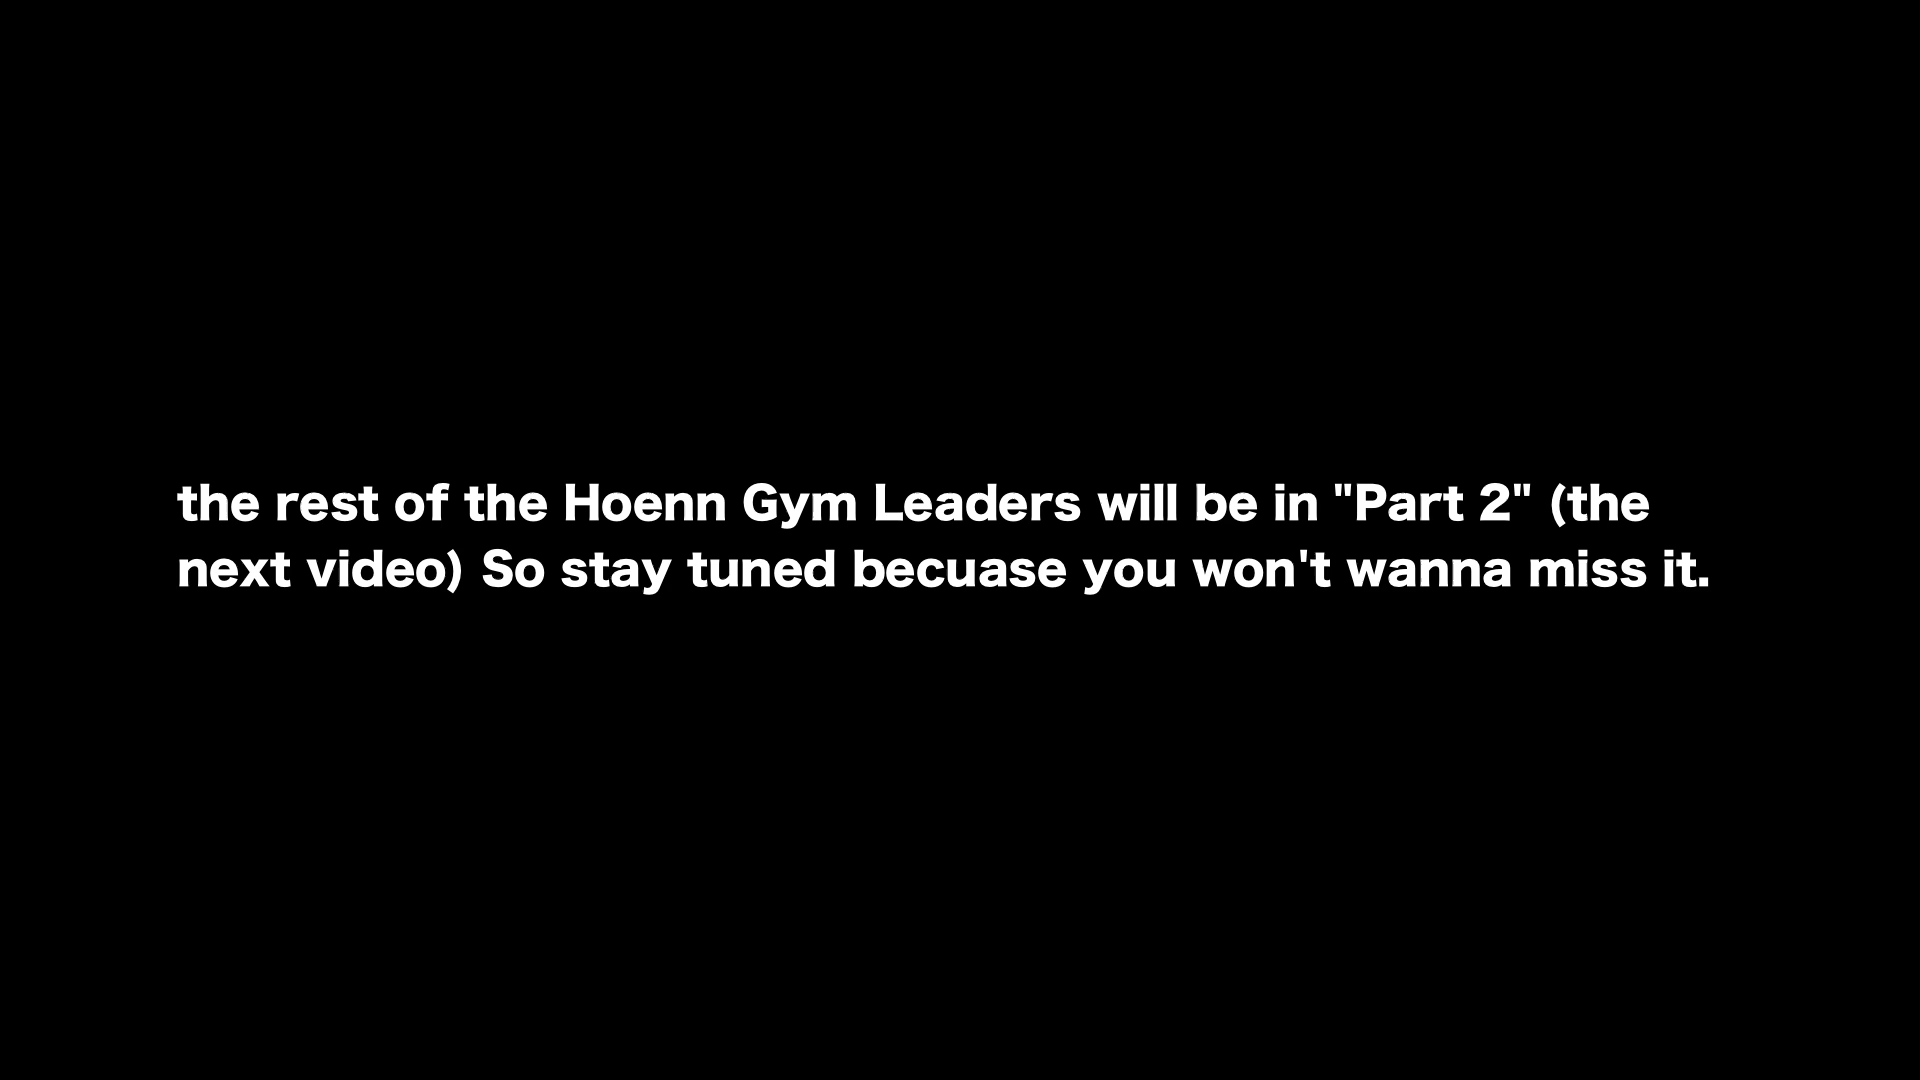 the rest of the Hoenn Gym Leaders will be in "Part 2" (the
next video) So stay tuned becuase you won't wanna miss it.